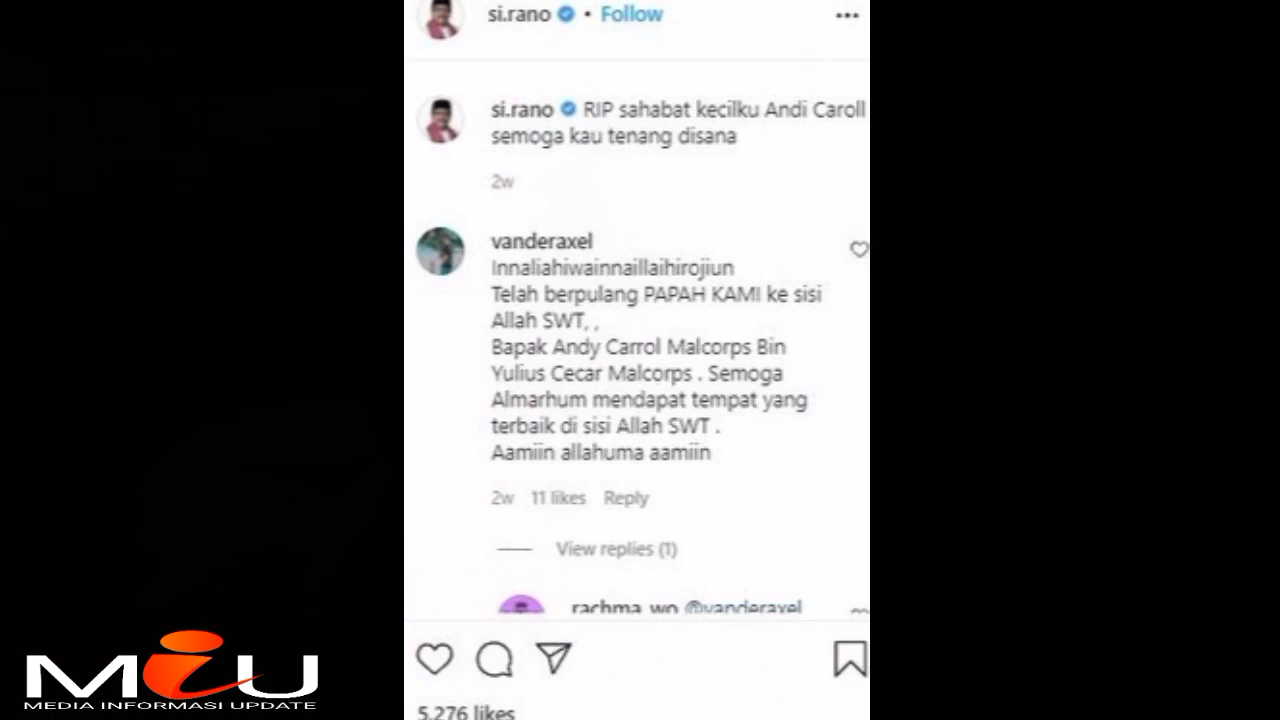 si.rano • Follow
si.rano RIP sahabat kecilku Andi Caroll
semoga kau tenang disana
2w
vanderaxel
Innaliahiwainnaillaihirojiun
Telah berpulang PAPAH KAMI ke sisi
Allah SWT, ,
Bapak Andy Carrol Malcorps Bin
Yulius Cecar Malcorps . Semoga
Almarhum mendapat tempat yang
terbaik di sisi Allah SWT .
Aamiin allahuma aamiin
2w 11 likes Reply
View replies (1)
rachma_wo @vanderaxel
5,276 likes
MiU
MEDIA INFORMASI UPDATE